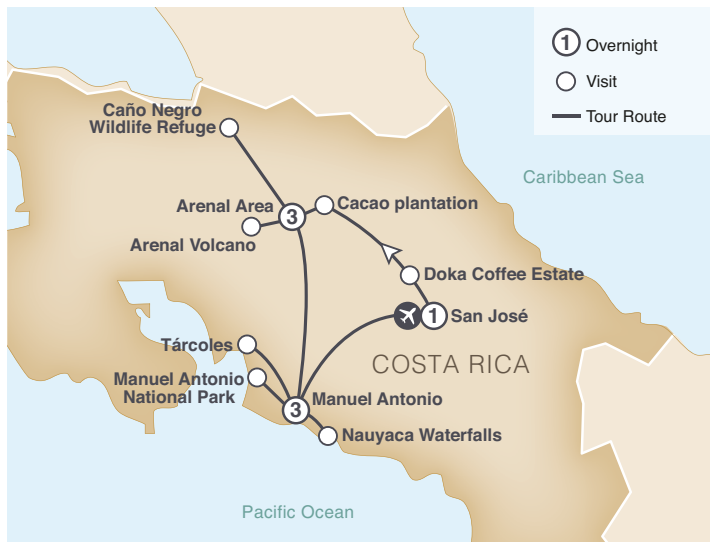 1 Overnight
Visit
Tour Route
Caño Negro
Wildlife Refuge
Caribbean Sea
Arenal Area
3
Cacao plantation
Arenal Volcano
Doka Coffee Estate
1 San José
Tárcoles
COSTA RICA
Manuel Antonio
National Park
3 Manuel Antonio
Nauyaca Waterfalls
Pacific Ocean